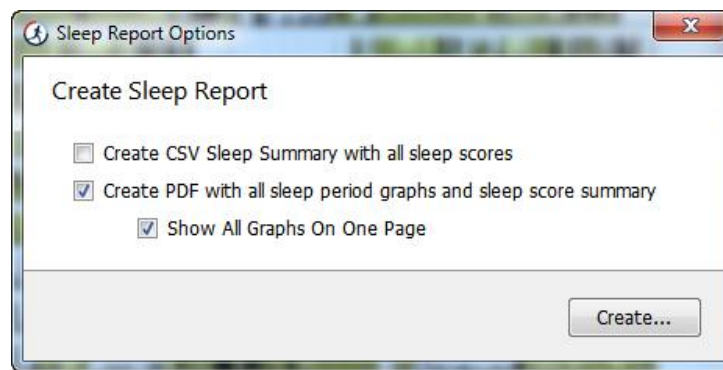 Sleep Report Options
Create Sleep Report
Create CSV Sleep Summary with all sleep scores
Create PDF with all sleep period graphs and sleep score summary
Show All Graphs On One Page
Create...